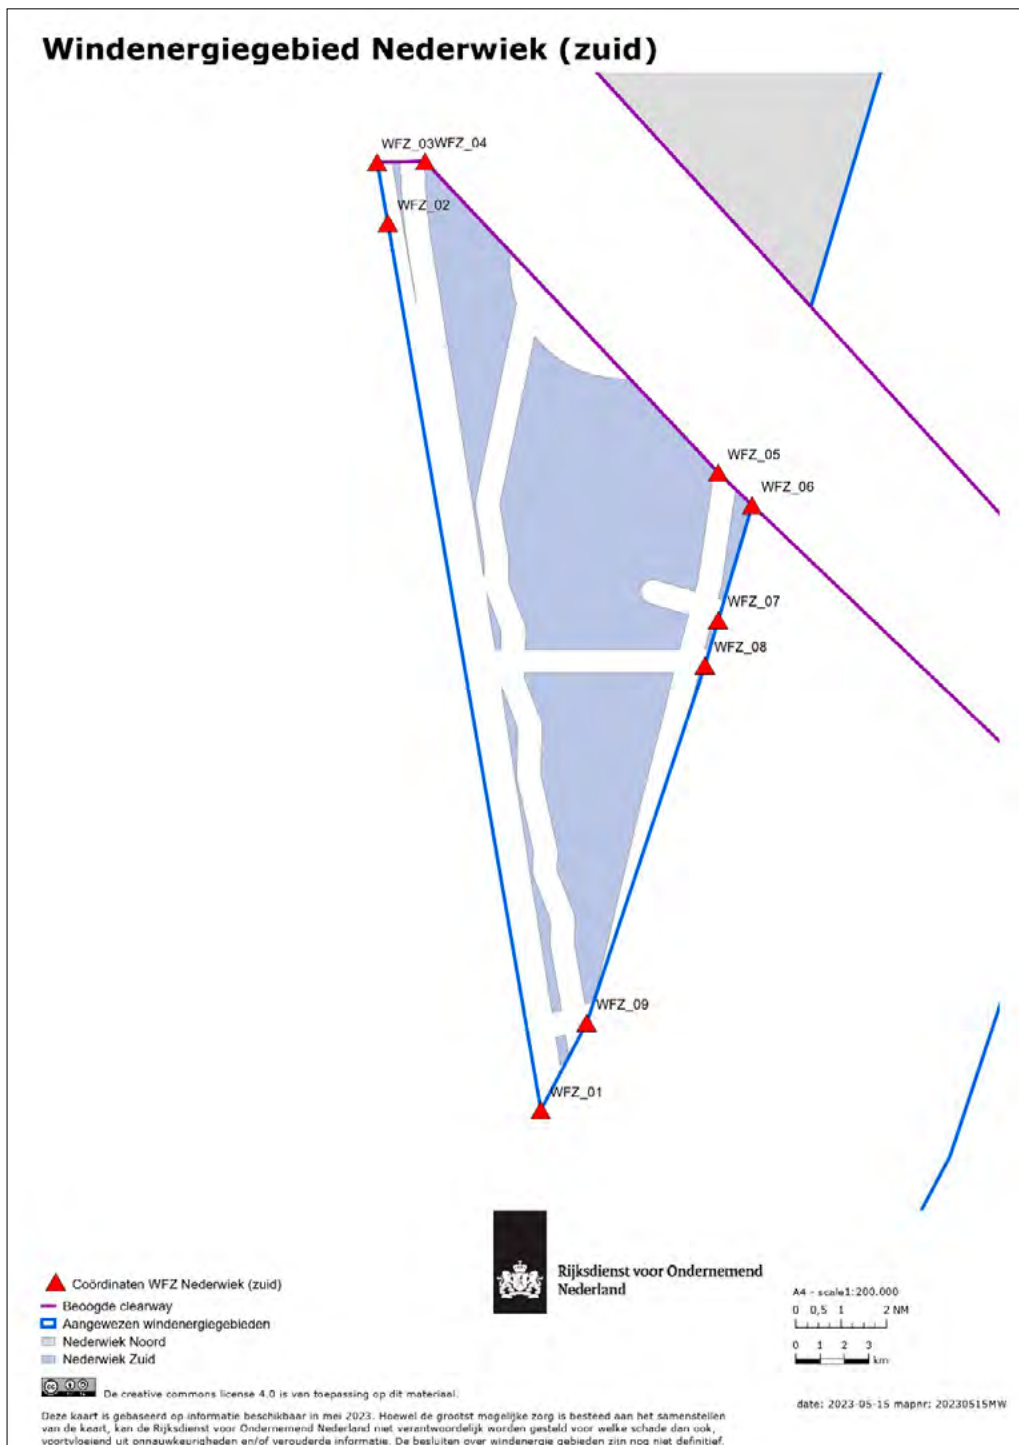 Windenergiegebied Nederwiek (zuid)
WFZ_03 WFZ_04
WFZ_02
WFZ_05
WFZ_06
WFZ_07
WFZ_08
WFZ_09
WFZ_01
Rijksdienst voor Ondernemend
Nederland
Coördinaten WFZ Nederwiek (zuid)
Beoogde clearway
Aangewezen windenergiegebieden
Nederwiek Noord
Nederwiek Zuid
A4 - scale1:200.000
0 0,5 1 2 NM
0 1 2 3
km
De creative commons license 4.0 is van toepassing op dit materiaal.
date: 2023-05-15 mapnr: 20230515MW
Deze kaart is gebaseerd op informatie beschikbaar in mei 2023. Hoewel de grootst mogelijke zorg is besteed aan het samenstellen
van de kaart, kan de Rijksdienst voor Ondernemend Nederland niet verantwoordelijk worden gesteld voor welke schade dan ook,
voortvloeiend uit onnauwkeurigheden en/of verouderde informatie. De besluiten over windenergie gebieden zijn nog niet definitief.